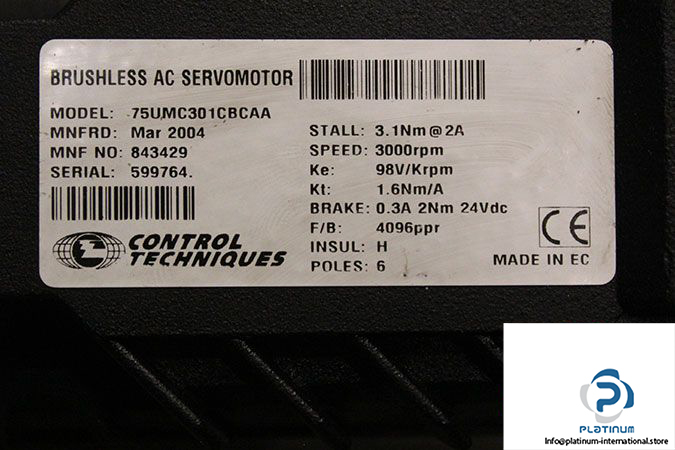 BRUSHLESS AC SERVOMOTOR
MODEL: 75UMC301CBCAA
MNFRD: Mar 2004
MNF NO: 843429
SERIAL: 599764.
CONTROL
TECHNIQUES
STALL: 3.1Nm@2A
SPEED: 3000rpm
Ke: 98V/Krpm
Kt: 1.6Nm/A
BRAKE: 0.3A 2Nm 24Vdc
F/B: 4096ppr
INSUL: H
POLES: 6
CE
MADE IN EC
PLATINUM
Info@platinum-international.store